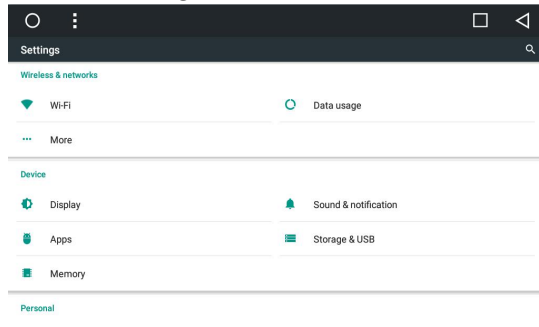 Settings
Wireless & networks
Wi-Fi
Data usage
More
Device
Display
Sound & notification
Apps
Storage & USB
Memory
Personal